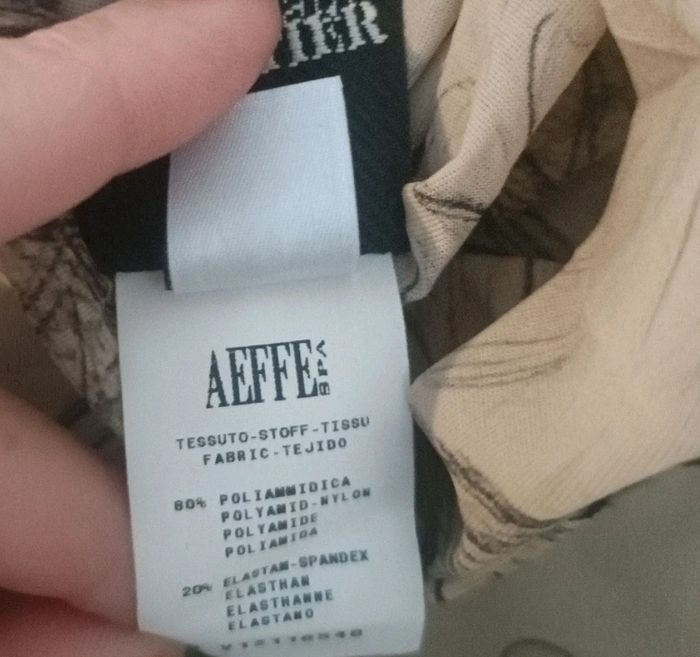 AEFFE SPA
TESSUTO-STOFF-TISSU
FABRIC-TEJIDO
80% POLIAMMIDICA
POLYAMID-NYLON
POLYAMIDE
POLIAMIDA
20% ELASTAN-SPANDEX
ELASTHAN
ELASTHANNE
ELASTANO